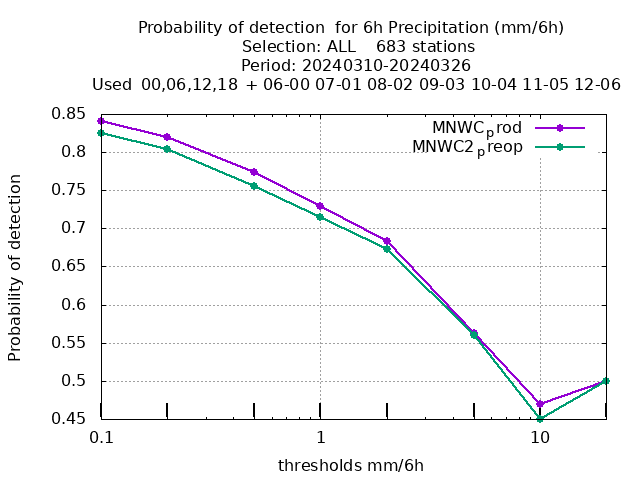 Probability of detection  for 6h Precipitation (mm/6h)
Selection: ALL    683 stations
Period: 20240310-20240326
Used  00,06,12,18  + 06-00 07-01 08-02 09-03 10-04 11-05 12-06
MNWCprod
MNWC2preop
Probability of detection
0.85
0.8
0.75
0.7
0.65
0.6
0.55
0.5
0.45
0.1
1
10
thresholds mm/6h